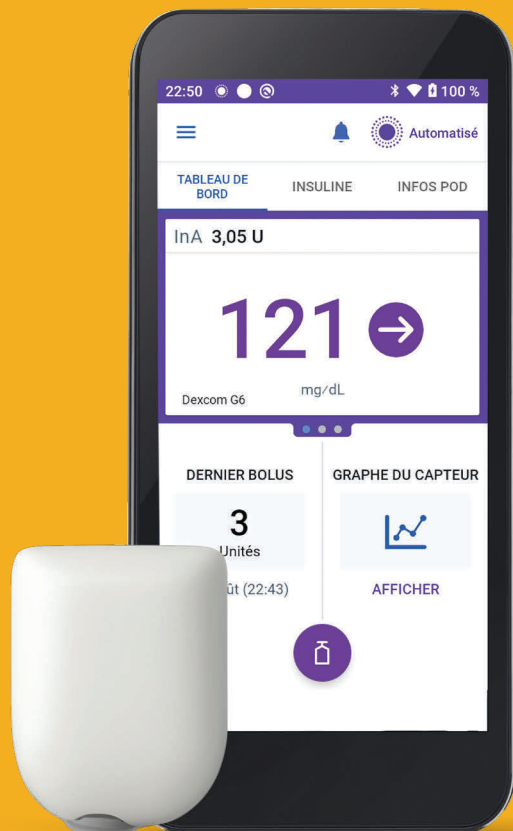 22:50
100 %
Automatisé
TABLEAU DE
BORD
INSULINE
INFOS POD
InA 3,05 U
121
mg/dL
Dexcom G6
DERNIER BOLUS
GRAPHE DU CAPTEUR
3
Unités
(22:43)
AFFICHER